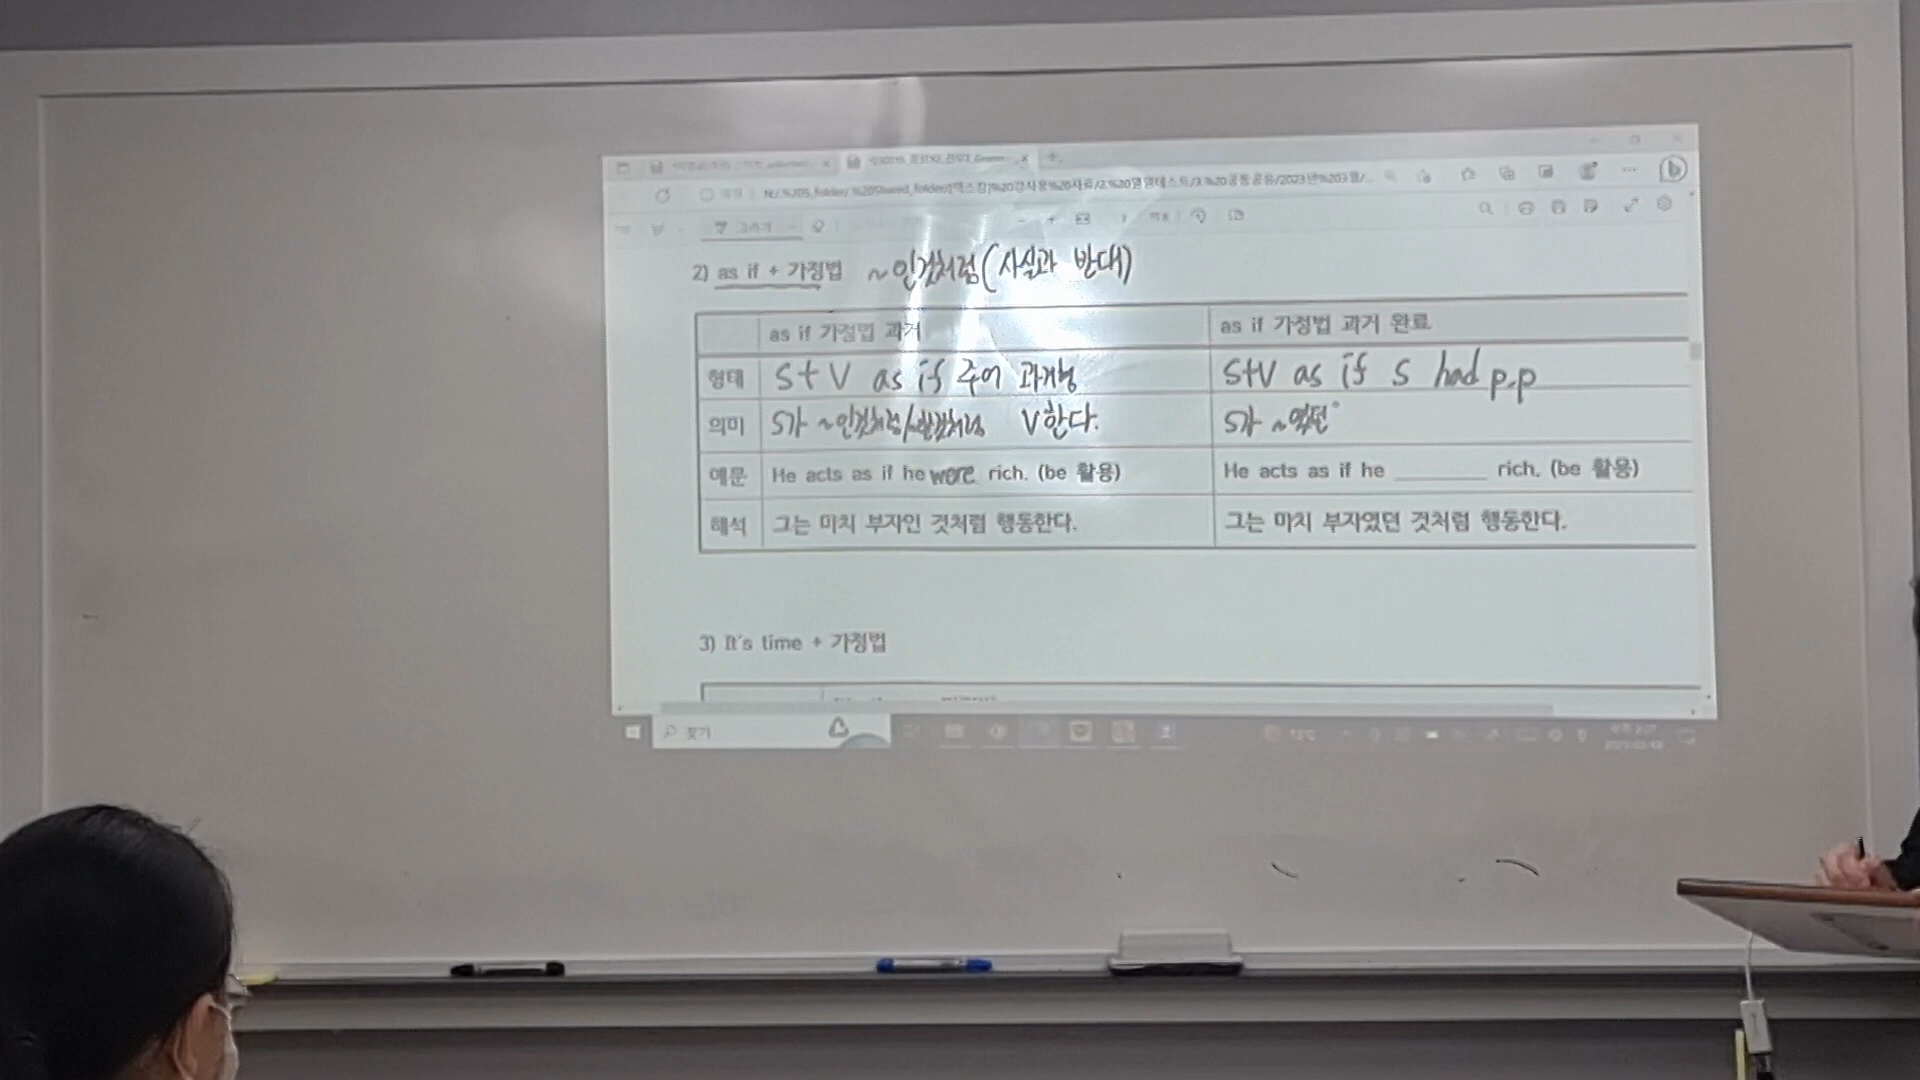 2) as if + 가정법 ~인것처럼 (사실과 반대)
as if 가정법 과거 as if 가정법 과거 완료
형태 S+V as if 주어 과거형 S+V as if S had p.p
의미 S가 ~인것처럼/ V한다. S가 ~였던
예문 He acts as if he were rich. (be 활용) He acts as if he ________ rich. (be 활용)
해석 그는 마치 부자인 것처럼 행동한다. 그는 마치 부자였던 것처럼 행동한다.
3) It's time + 가정법
찾기